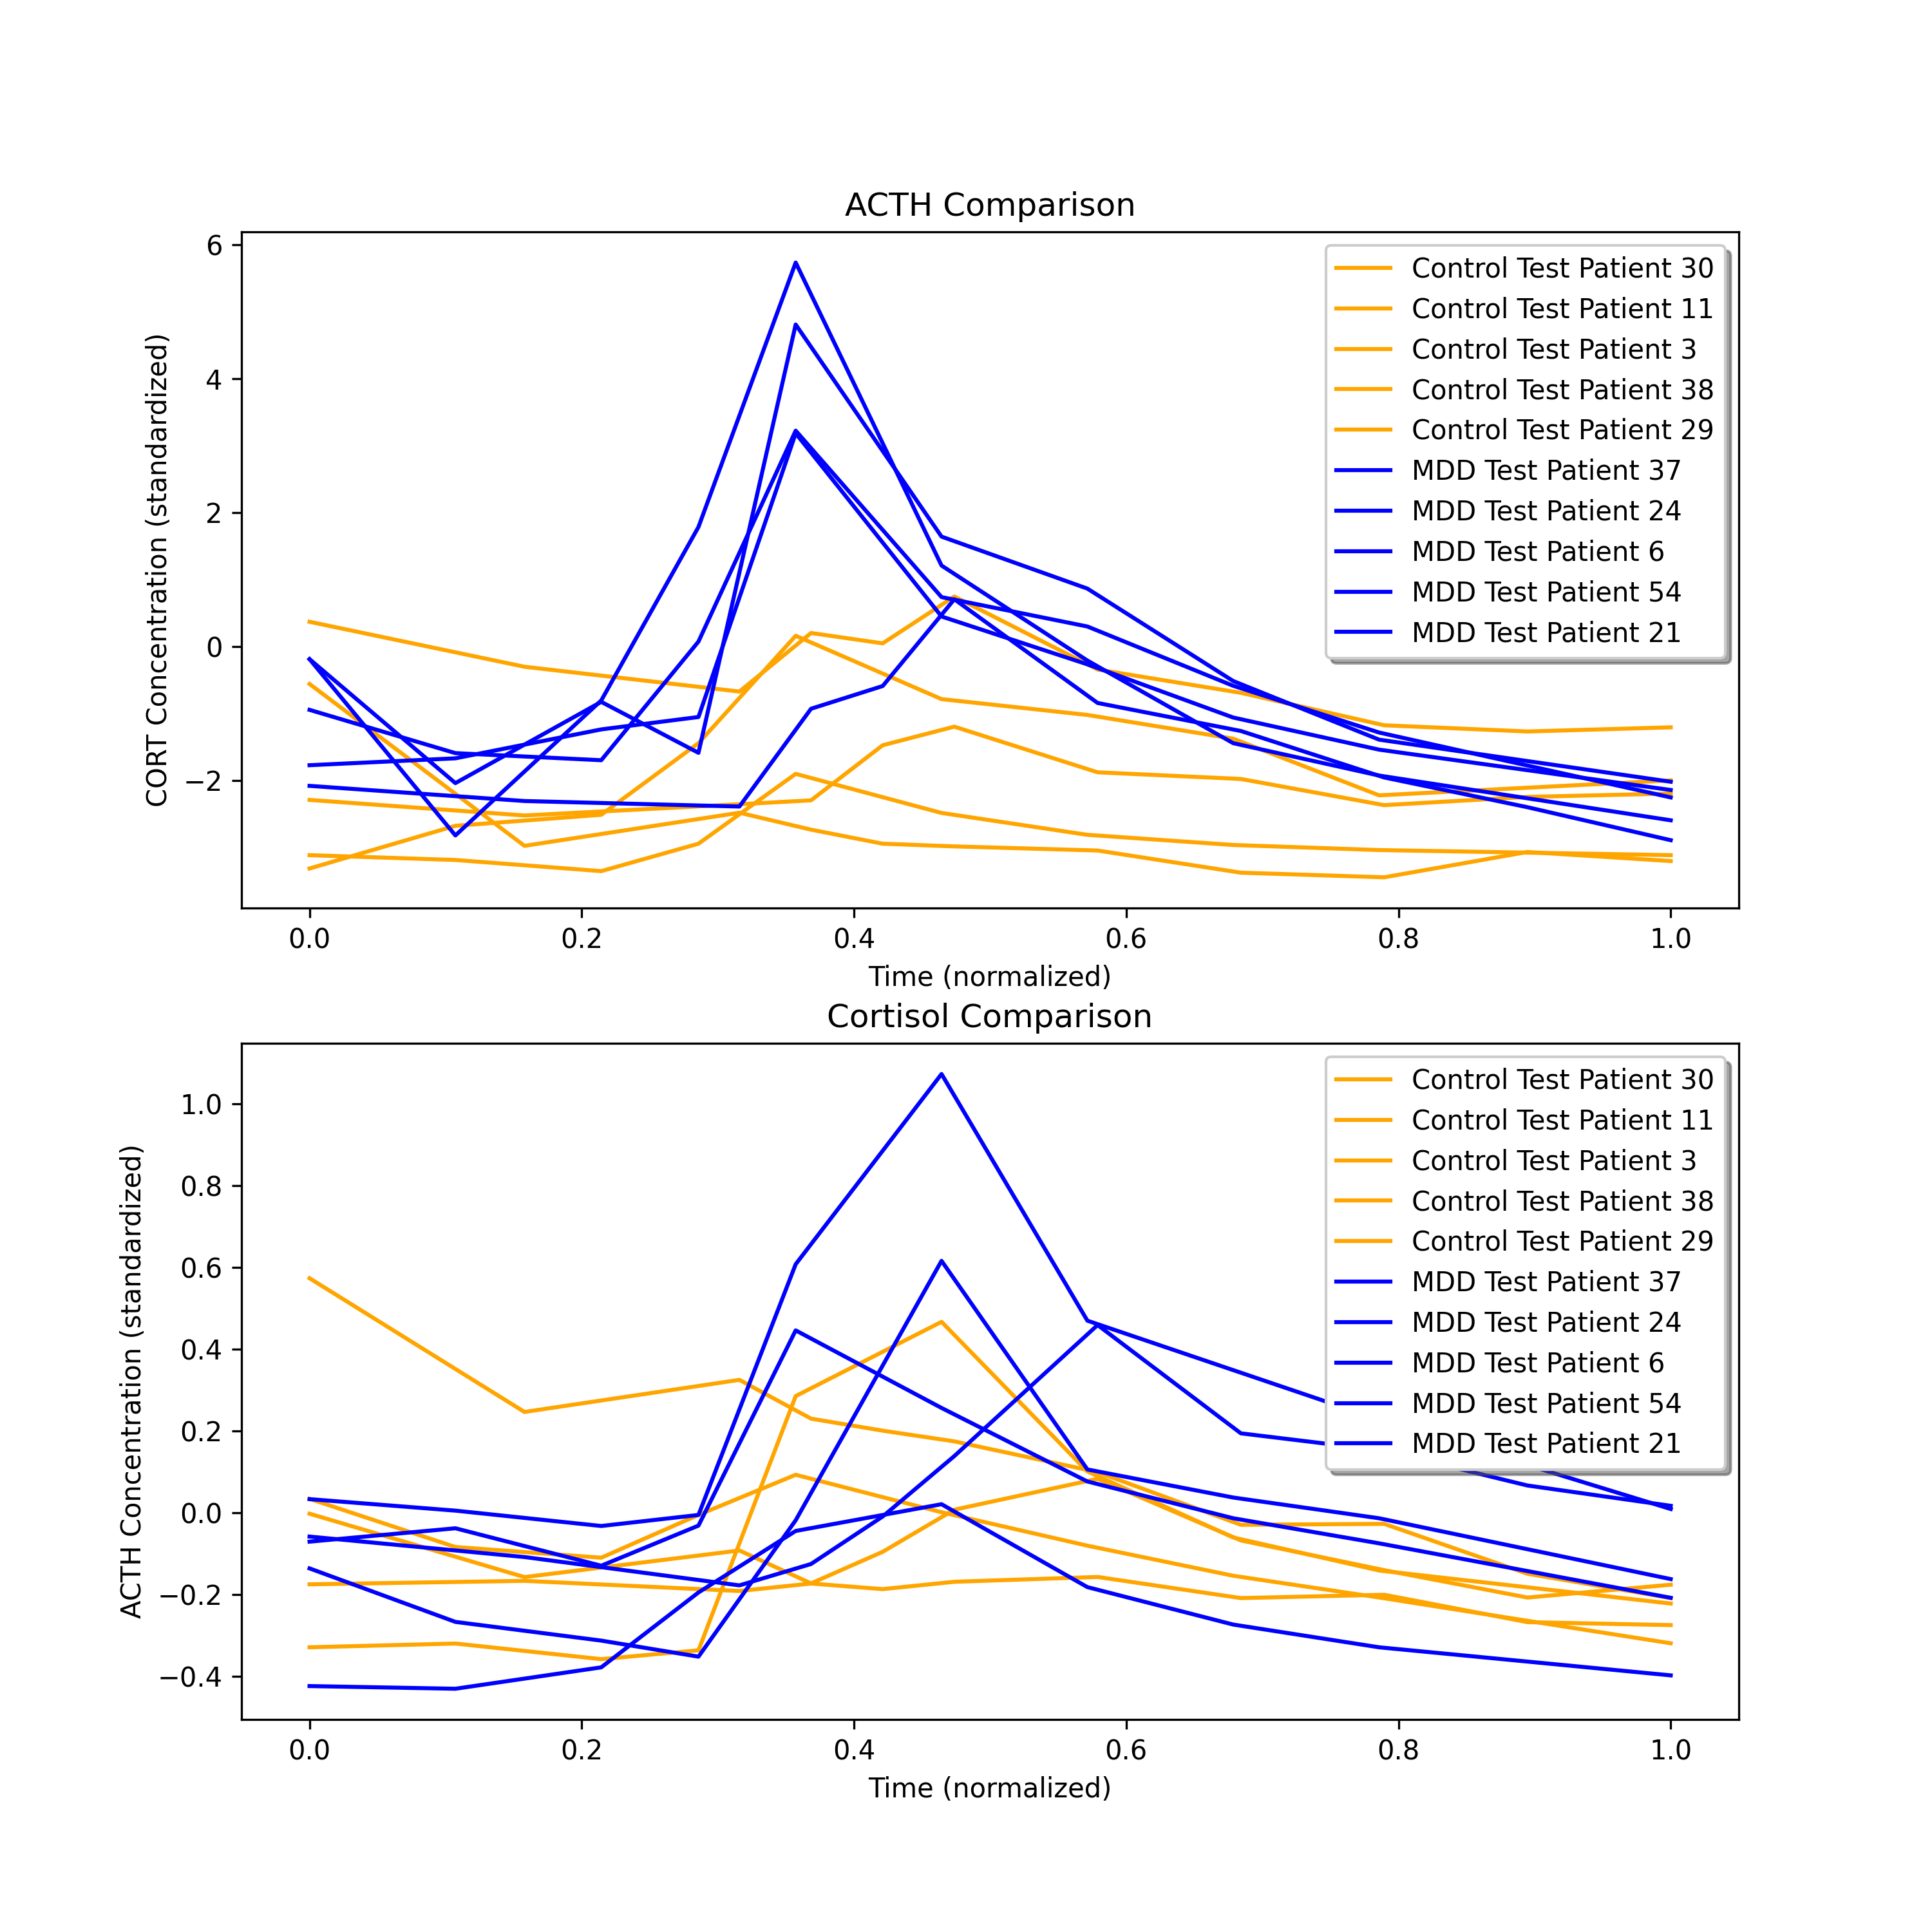 ACTH Comparison
CORT Concentration (standardized)
6
4
2
0
−2
Control Test Patient 30
Control Test Patient 11
Control Test Patient 3
Control Test Patient 38
Control Test Patient 29
MDD Test Patient 37
MDD Test Patient 24
MDD Test Patient 6
MDD Test Patient 54
MDD Test Patient 21
0.0 0.2 0.4 0.6 0.8 1.0
Time (normalized)
Cortisol Comparison
ACTH Concentration (standardized)
1.0
0.8
0.6
0.4
0.2
0.0
−0.2
−0.4
Control Test Patient 30
Control Test Patient 11
Control Test Patient 3
Control Test Patient 38
Control Test Patient 29
MDD Test Patient 37
MDD Test Patient 24
MDD Test Patient 6
MDD Test Patient 54
MDD Test Patient 21
0.0 0.2 0.4 0.6 0.8 1.0
Time (normalized)